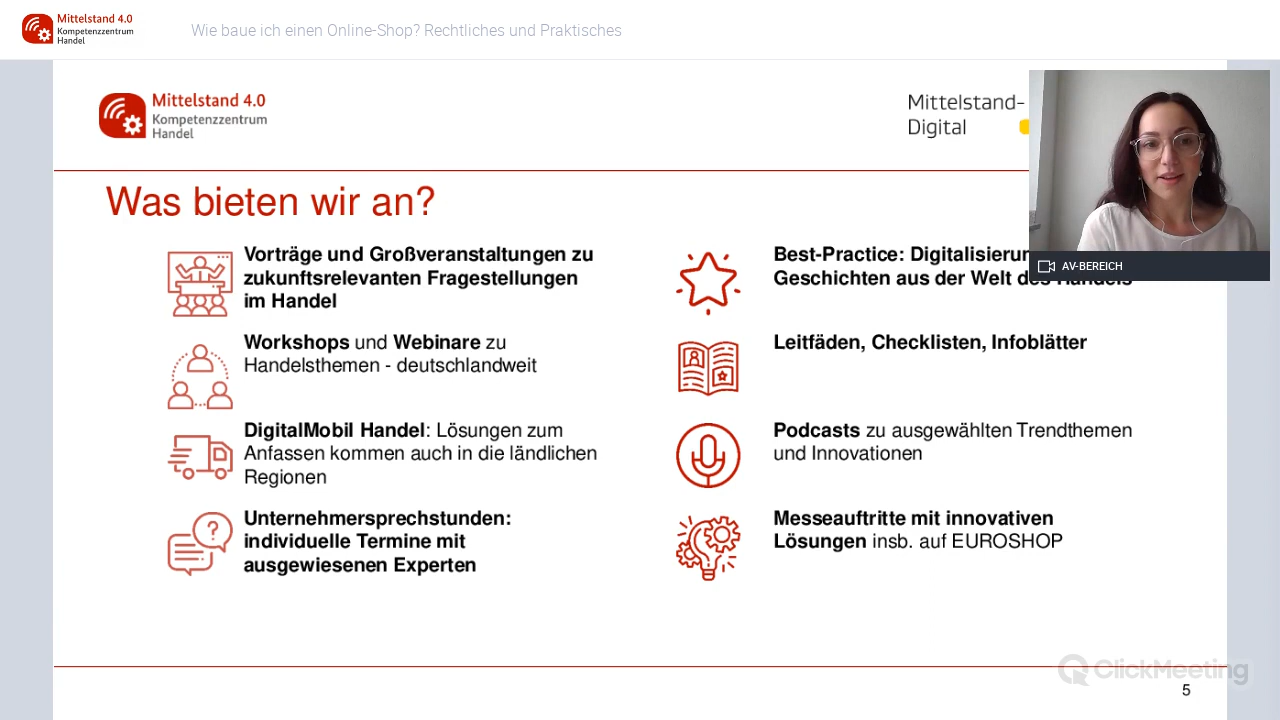 Mittelstand 4.0
Kompetenzzentrum
Handel
Wie baue ich einen Online-Shop? Rechtliches und Praktisches
Mittelstand 4.0
Kompetenzzentrum
Handel
Mittelstand-
Digital
Was bieten wir an?
Vorträge und Großveranstaltungen zu
zukunftsrelevanten Fragestellungen
im Handel
Workshops und Webinare zu
Handelsthemen - deutschlandweit
DigitalMobil Handel: Lösungen zum
Anfassen kommen auch in die ländlichen
Regionen
Unternehmersprechstunden:
individuelle Termine mit
ausgewiesenen Experten
Best-Practice:
Geschichten aus der Welt des Handels
Leitfäden, Checklisten, Infoblätter
Podcasts zu ausgewählten Trendthemen
und Innovationen
Messeauftritte mit innovativen
Lösungen insb. auf EUROSHOP
AV-BEREICH
ClickMeeting
5